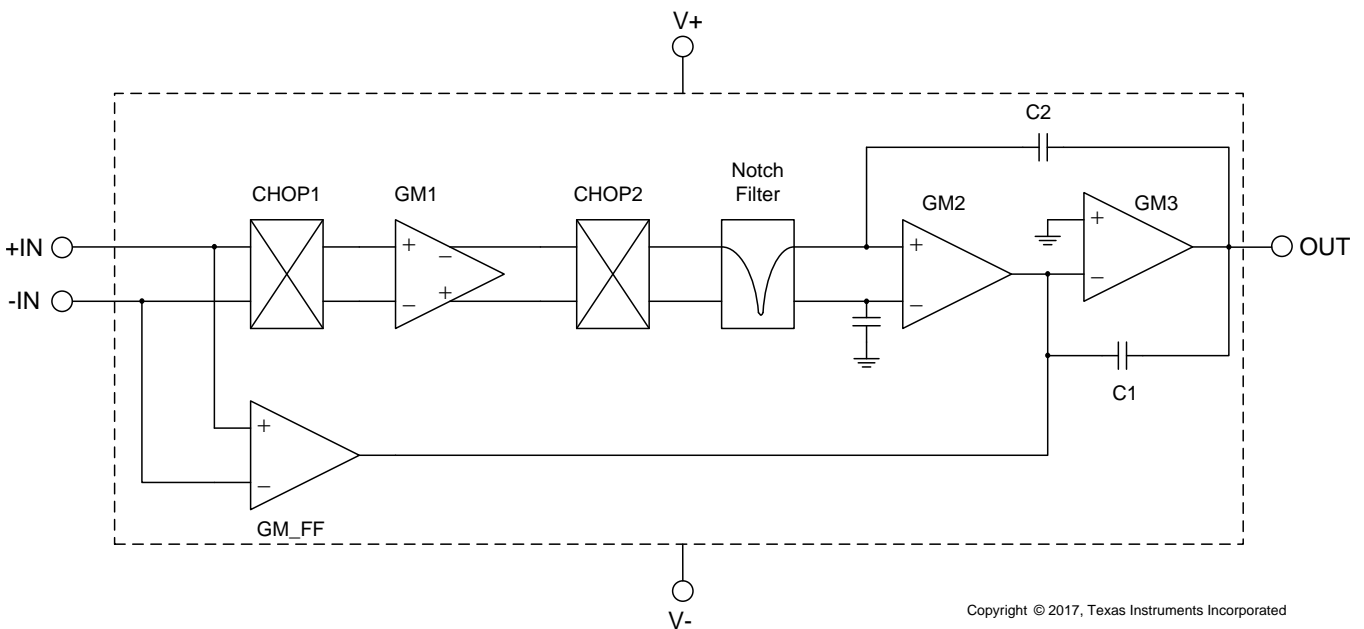 V+
C2
Notch
Filter
CHOP1
GM1
CHOP2
GM2
GM3
+IN
+
−
+
−
+
−
+
−
OUT
-IN
C1
+
−
GM_FF
V-
Copyright © 2017, Texas Instruments Incorporated